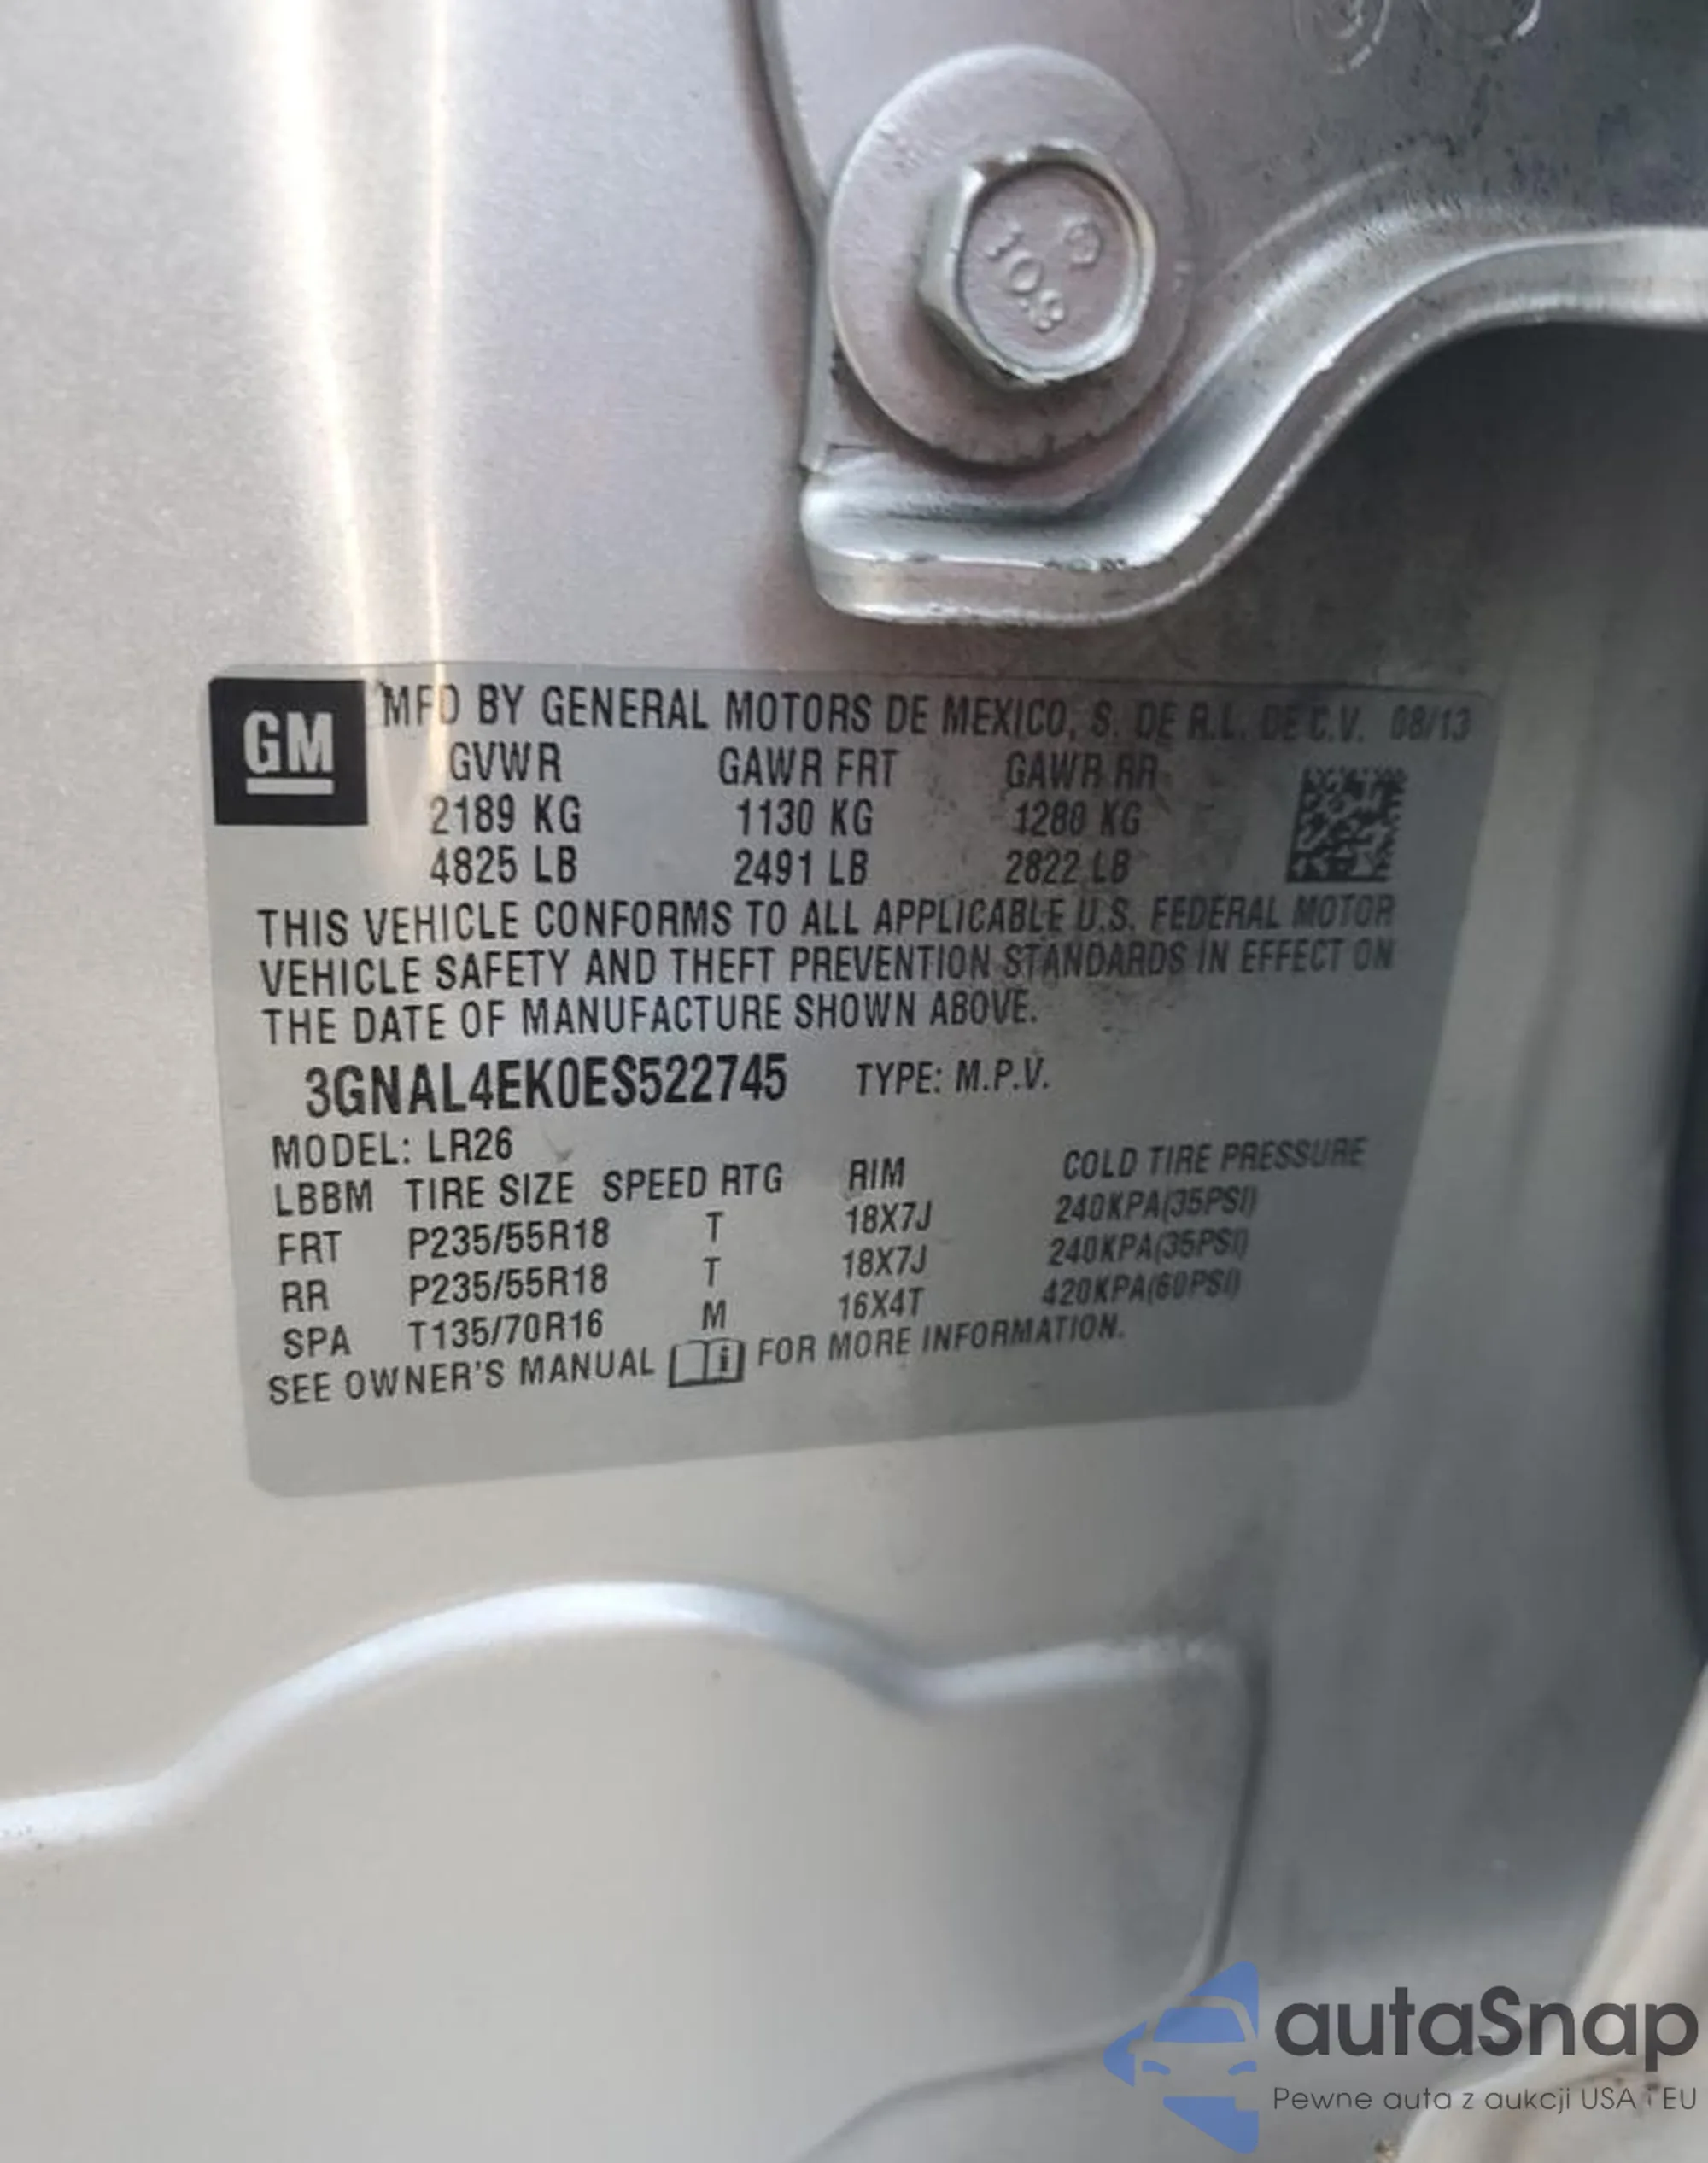 10.9
GM
MFD BY GENERAL MOTORS DE MEXICO, S. DE R.L. DE C.V. 08/13
GVWR GAWR FRT GAWR RR
2189 KG 1130 KG 1280 KG
4825 LB 2491 LB 2822 LB
THIS VEHICLE CONFORMS TO ALL APPLICABLE U.S. FEDERAL MOTOR
VEHICLE SAFETY AND THEFT PREVENTION STANDARDS IN EFFECT ON
THE DATE OF MANUFACTURE SHOWN ABOVE.
3GNAL4EK0ES522745 TYPE: M.P.V.
MODEL: LR26
LBBM TIRE SIZE SPEED RTG RIM COLD TIRE PRESSURE
FRT P235/55R18 T 18X7J 240KPA(35PSI)
RR P235/55R18 T 18X7J 240KPA(35PSI)
SPA T135/70R16 M 16X4T 420KPA(60PSI)
SEE OWNER'S MANUAL i FOR MORE INFORMATION.
autaSnap
Pewne auta z aukcji USA i EU